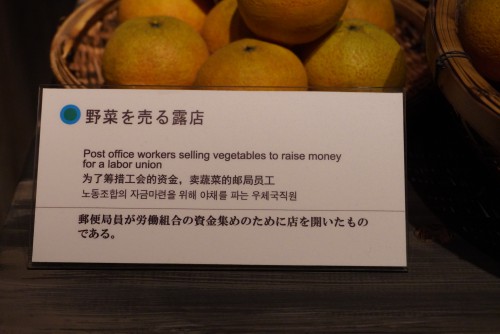 野菜を売る露店
Post office workers selling vegetables to raise money
for a labor union
为了筹措工会的资金，卖蔬菜的邮局员工
노동조합의 자금마련을 위해 야채를 파는 우체국직원
郵便局員が労働組合の資金集めのために店を開いたもの
である。